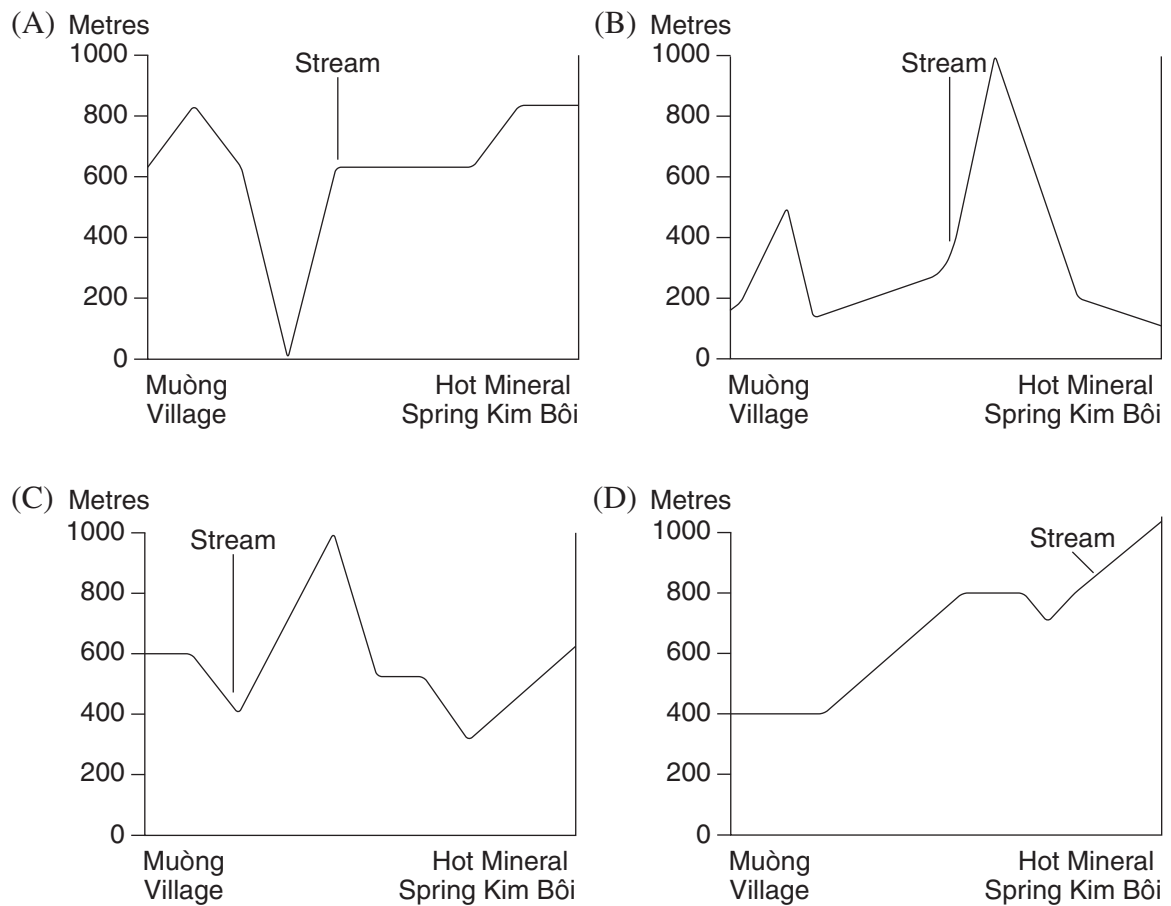 (A) Metres
1000
Stream
800
600
400
200
0
Muòng
Village
Hot Mineral
Spring Kim Bôi
(B) Metres
1000
Stream
800
600
400
200
0
Muòng
Village
Hot Mineral
Spring Kim Bôi
(C) Metres
1000
Stream
800
600
400
200
0
Muòng
Village
Hot Mineral
Spring Kim Bôi
(D) Metres
1000
Stream
800
600
400
200
0
Muòng
Village
Hot Mineral
Spring Kim Bôi